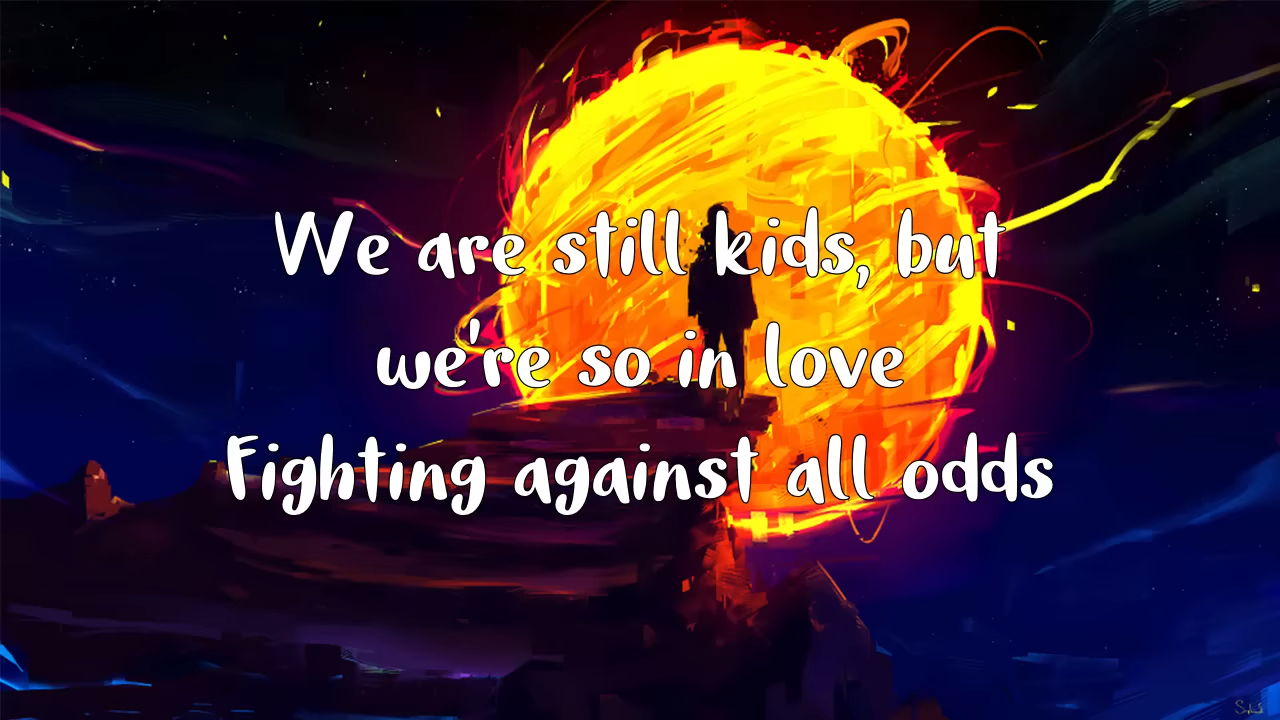 We are still kids, but
we're so in love
Fighting against all odds